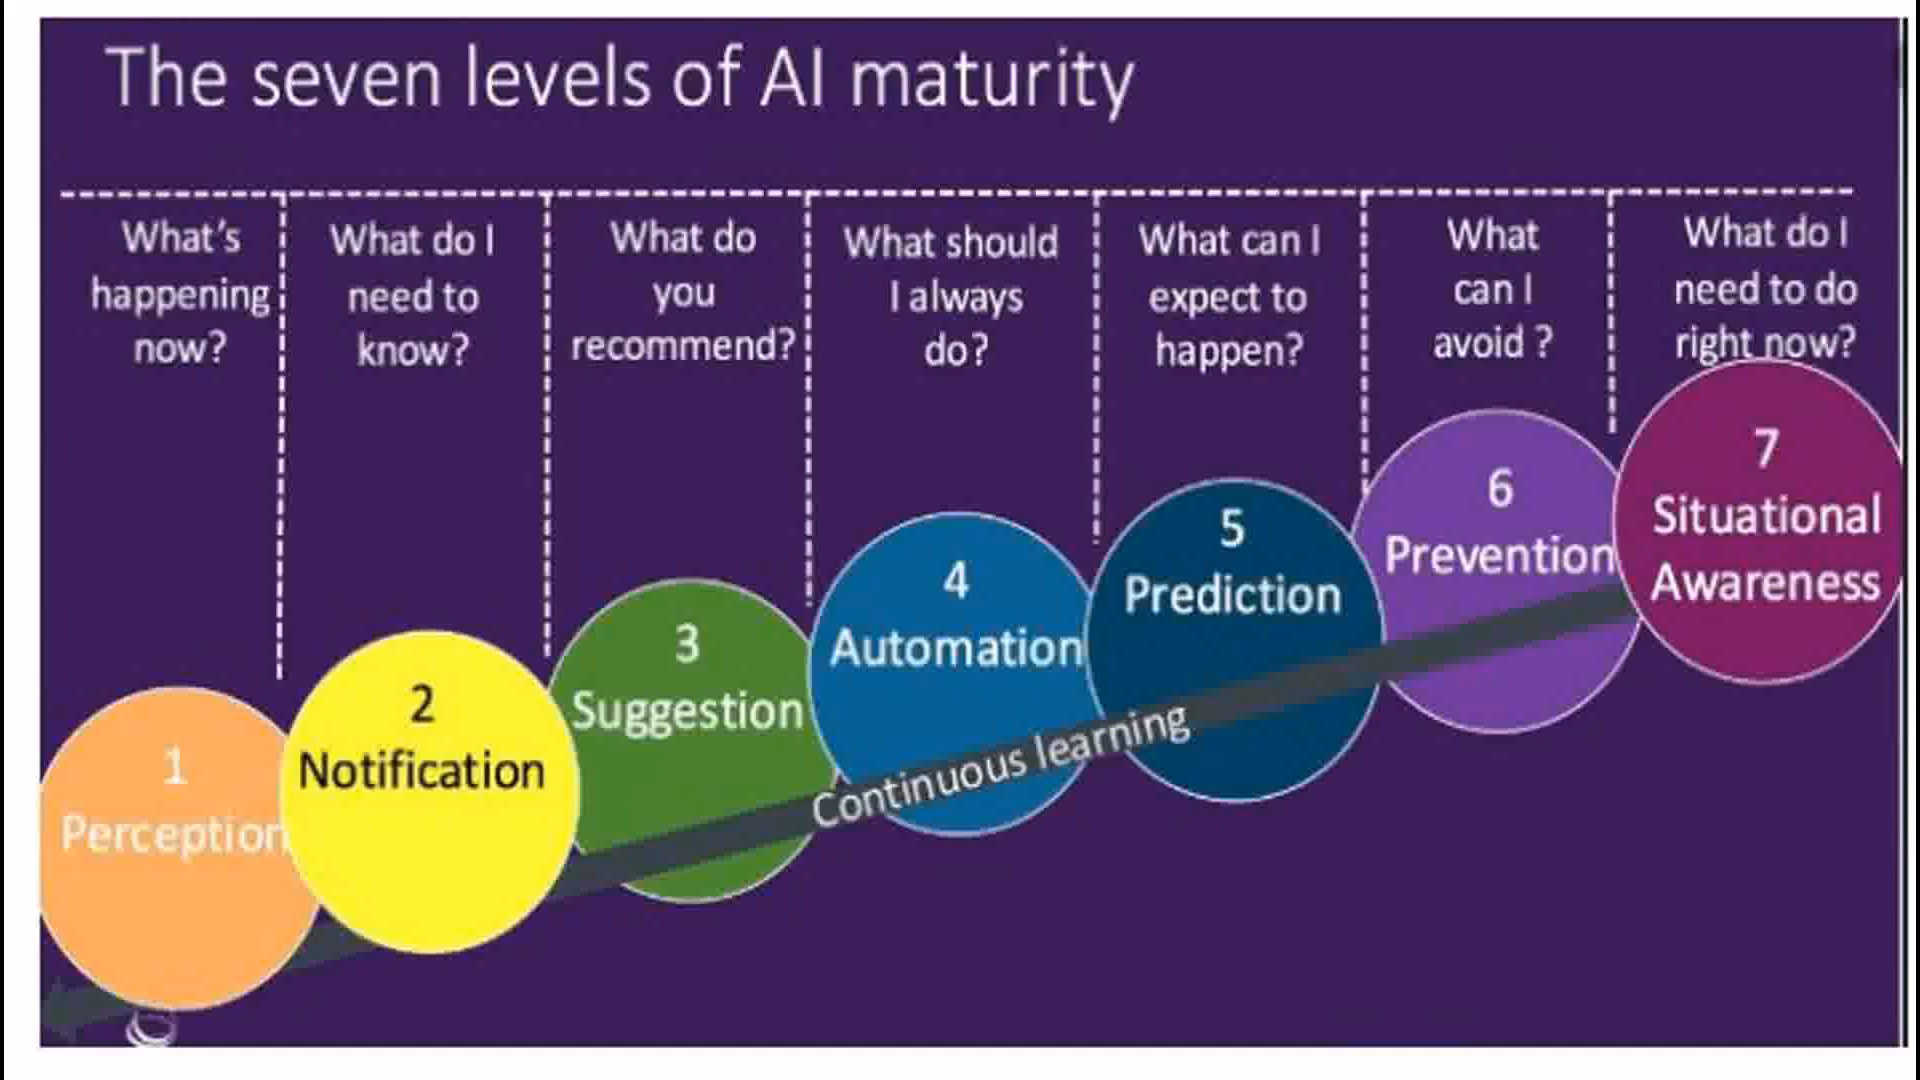 The seven levels of AI maturity
What's
happening
now?
What do I
need to
know?
What do
you
recommend?
What should
I always
do?
What can I
expect to
happen?
What
can I
avoid ?
What do I
need to do
right now?
1
Perception
2
Notification
3
Suggestion
4
Automation
5
Prediction
6
Prevention
7
Situational
Awareness
Continuous learning